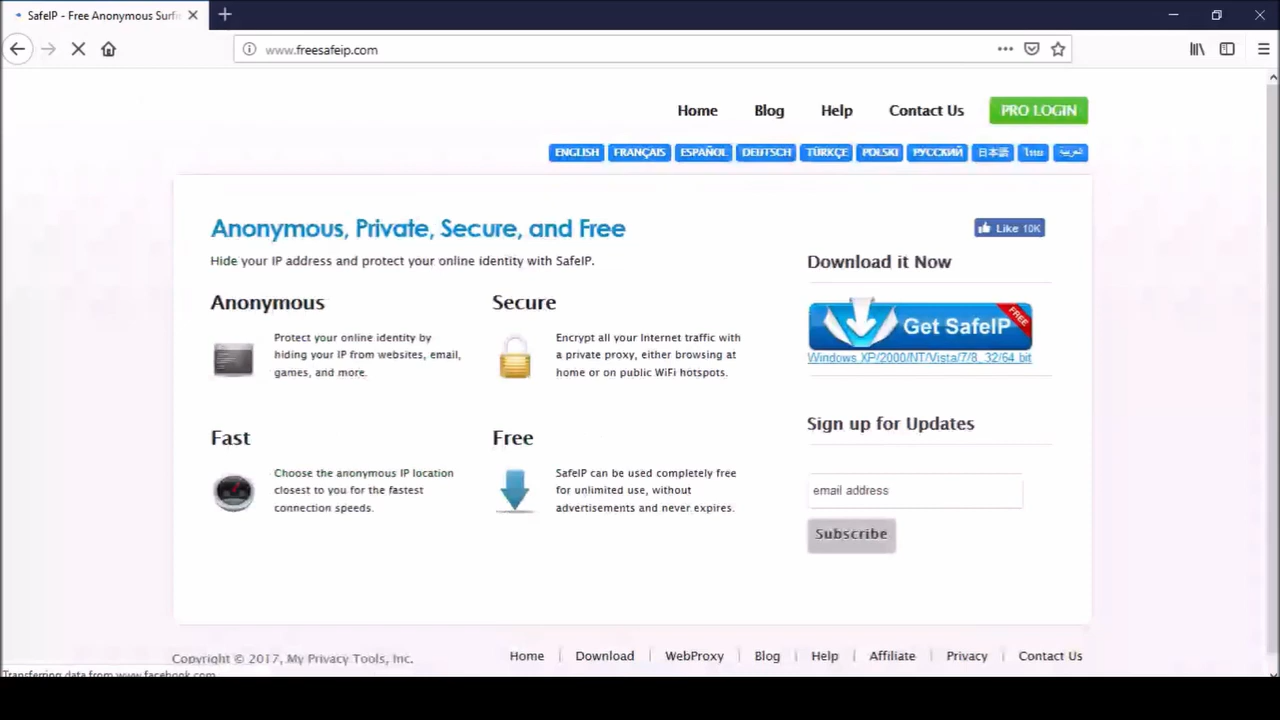 SafeIP - Free Anonymous Surfin
www.freesafeip.com
Home Blog Help Contact Us PRO LOGIN
ENGLISH FRANÇAIS ESPAÑOL DEUTSCH TÜRKÇE POLSKI РУССКИЙ 日本語 ไทย العربية
Anonymous, Private, Secure, and Free
Like 10K
Hide your IP address and protect your online identity with SafeIP.
Download it Now
Anonymous
Protect your online identity by
hiding your IP from websites, email,
games, and more.
Secure
Encrypt all your Internet traffic with
a private proxy, either browsing at
home or on public WiFi hotspots.
Get SafeIP
FREE
Windows XP/2000/NT/Vista/7/8_32/64 bit
Fast
Choose the anonymous IP location
closest to you for the fastest
connection speeds.
Free
SafeIP can be used completely free
for unlimited use, without
advertisements and never expires.
Sign up for Updates
email address
Subscribe
Copyright © 2017, My Privacy Tools, Inc.
Home Download WebProxy Blog Help Affiliate Privacy Contact Us
Transferring data from www.facebook.com